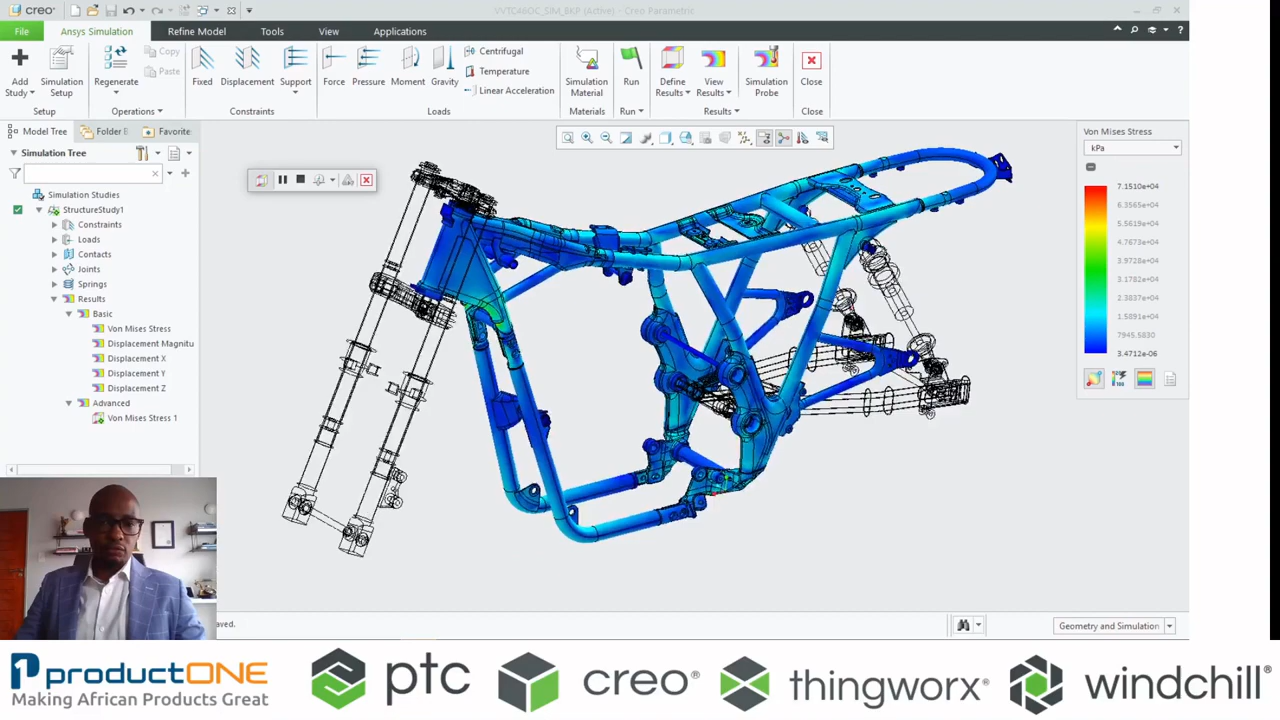 creo°
VVTC46OC_SIM_BKP (Active) - Creo Parametric
File
Ansys Simulation
Refine Model
Tools
View
Applications
Add
Study
Simulation
Setup
Setup
Regenerate
Copy
Paste
Operations
Fixed
Displacement
Support
Constraints
Force
Pressure
Moment
Gravity
Centrifugal
Temperature
Linear Acceleration
Loads
Simulation
Material
Materials
Run
Run
Define
Results
View
Results
Simulation
Probe
Results
Close
Close
Model Tree
Folder B
Favorite
Simulation Tree
Simulation Studies
StructureStudy1
Constraints
Loads
Contacts
Joints
Springs
Results
Basic
Von Mises Stress
Displacement Magnitu
Displacement X
Displacement Y
Displacement Z
Advanced
Von Mises Stress 1
Von Mises Stress
kPa
7.1510e+04
6.3565e+04
5.5619e+04
4.7673e+04
3.9728e+04
3.1782e+04
2.3837e+04
1.5891e+04
7945.5830
3.4712e-06
aved.
Geometry and Simulation
productONE
Making African Products Great
ptc
creo®
thingworx®
windchill®